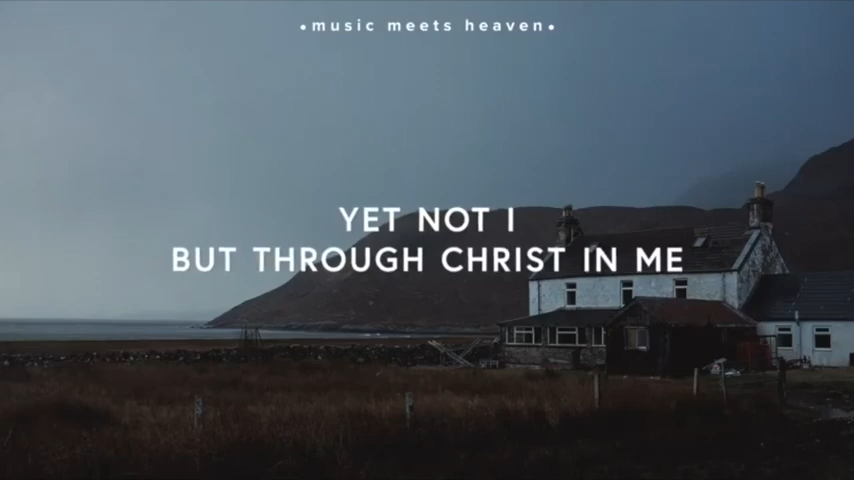 •music meets heaven•
YET NOT I
BUT THROUGH CHRIST IN ME